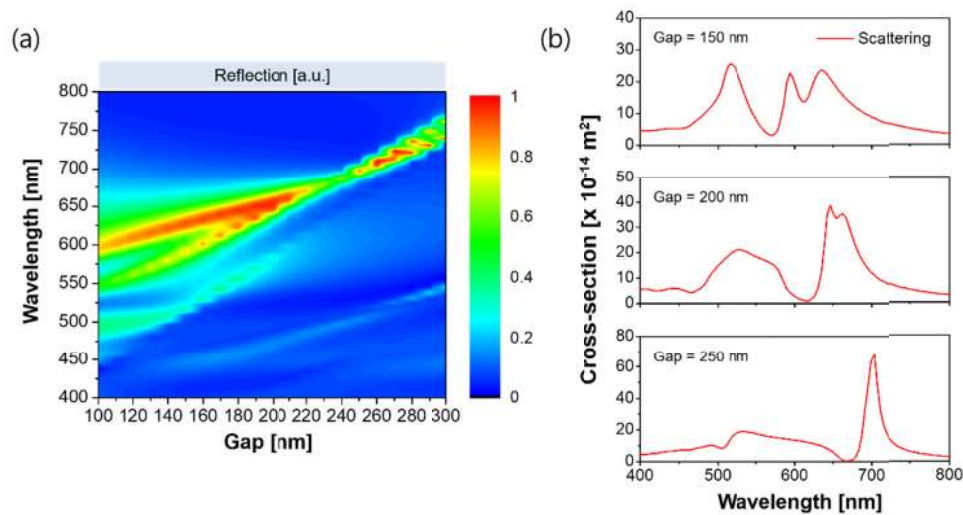 (a)
Reflection [a.u.]
800
750
700
650
600
550
500
450
400
100 120 140 160 180 200 220 240 260 280 300
Gap [nm]
Wavelength [nm]
1
0.8
0.6
0.4
0.2
0
(b)
Gap = 150 nm
Scattering
40
30
20
10
0
Gap = 200 nm
50
40
30
20
10
0
Gap = 250 nm
80
60
40
20
0
400 500 600 700 800
Wavelength [nm]
Cross-section [x 10⁻¹⁴ m²]